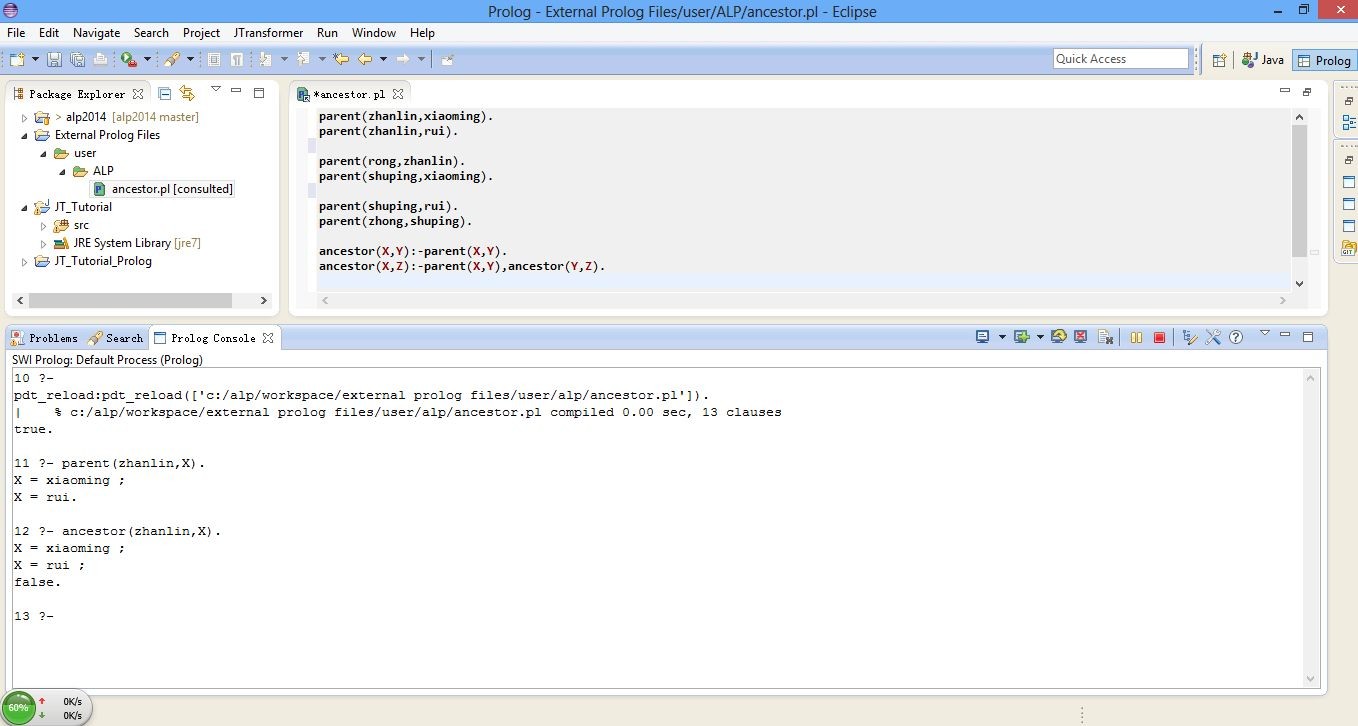 Prolog - External Prolog Files/user/ALP/ancestor.pl - Eclipse
File Edit Navigate Search Project JTransformer Run Window Help
Quick Access
Java
Prolog
Package Explorer
> alp2014 [alp2014 master]
External Prolog Files
user
ALP
ancestor.pl [consulted]
JT_Tutorial
src
JRE System Library [jre7]
JT_Tutorial_Prolog
*ancestor.pl
parent(zhanlin,xiaoming).
parent(zhanlin,rui).
parent(rong,zhanlin).
parent(shuping,xiaoming).
parent(shuping,rui).
parent(zhong,shuping).
ancestor(X,Y):-parent(X,Y).
ancestor(X,Z):-parent(X,Y),ancestor(Y,Z).
GIT
Problems Search Prolog Console
SWI Prolog: Default Process (Prolog)
10 ?-
pdt_reload:pdt_reload(['c:/alp/workspace/external prolog files/user/alp/ancestor.pl']).
| % c:/alp/workspace/external prolog files/user/alp/ancestor.pl compiled 0.00 sec, 13 clauses
true.
11 ?- parent(zhanlin,X).
X = xiaoming ;
X = rui.
12 ?- ancestor(zhanlin,X).
X = xiaoming ;
X = rui ;
false.
13 ?-
60%
0K/s
0K/s